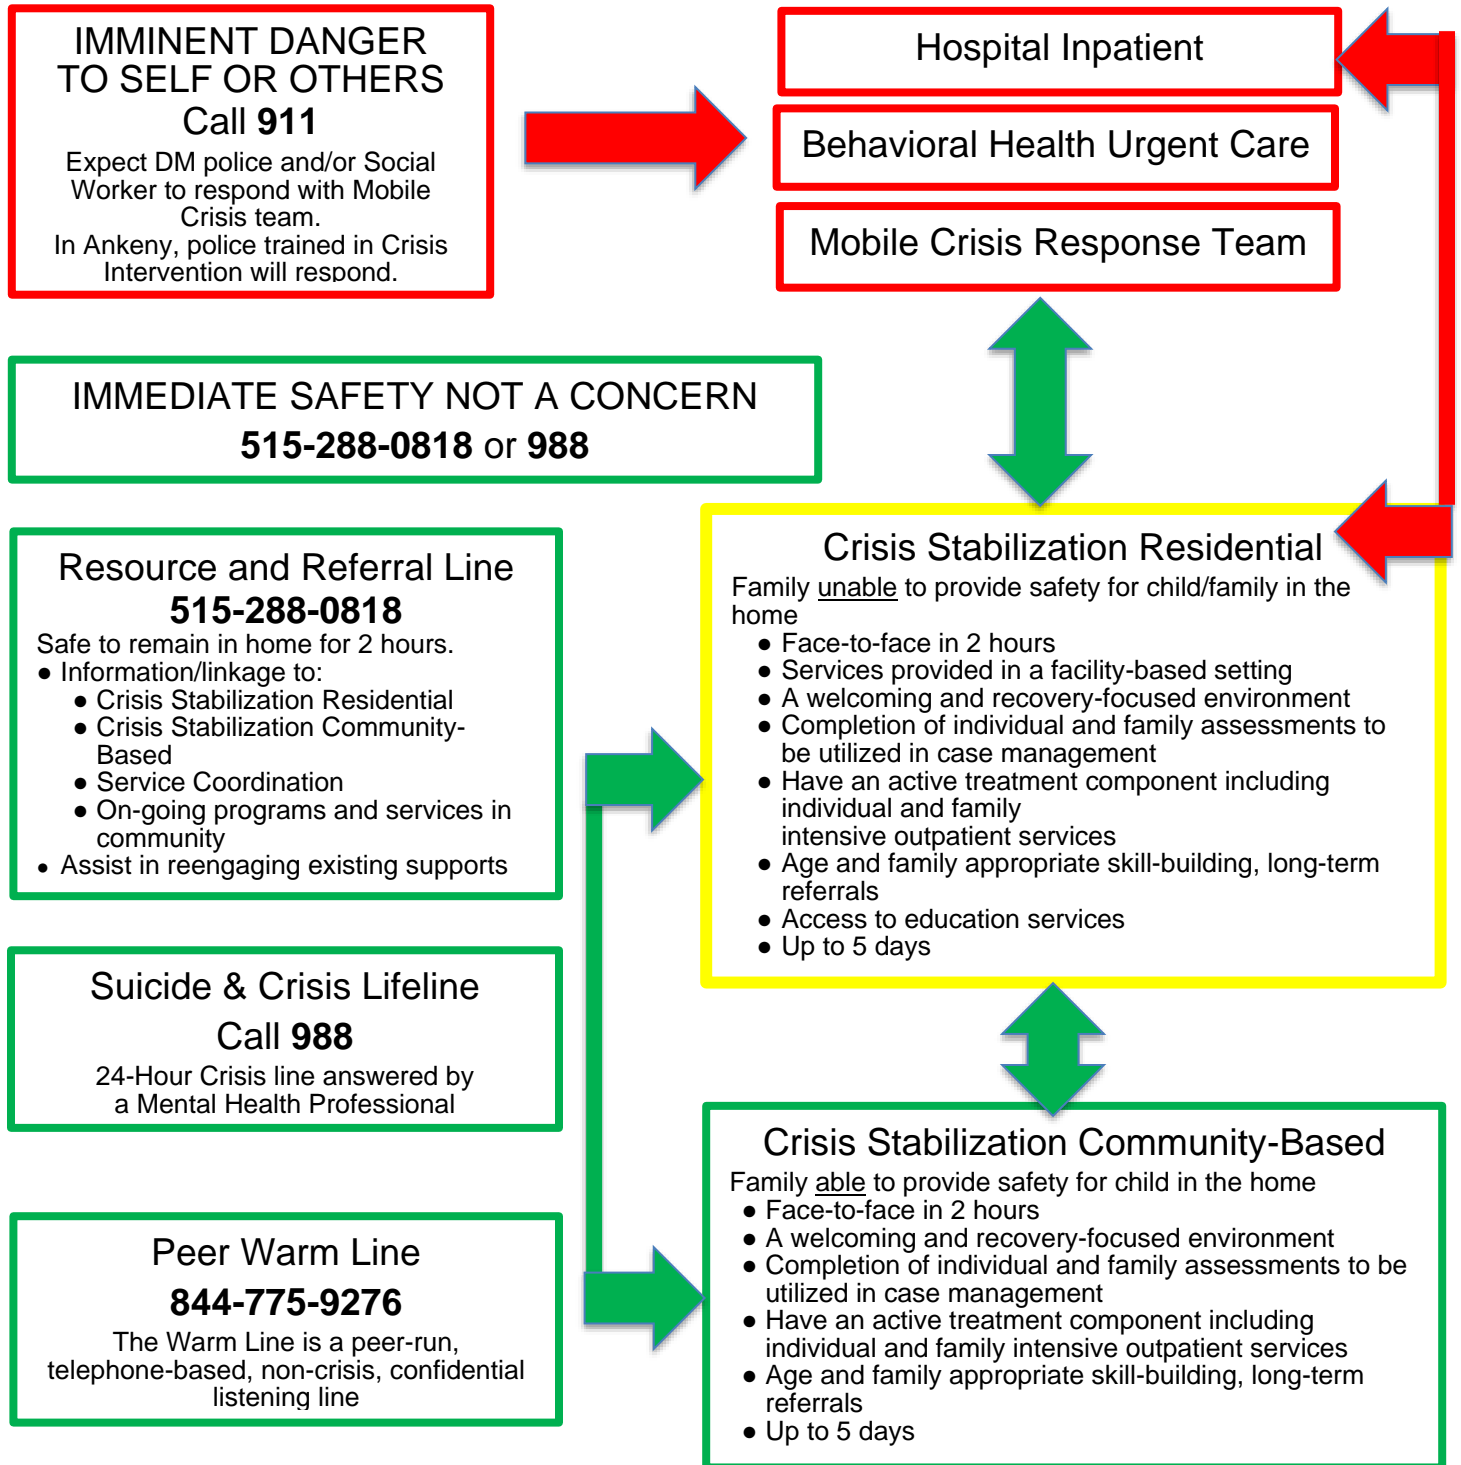 IMMINENT DANGER
TO SELF OR OTHERS
Call 911
Expect DM police and/or Social
Worker to respond with Mobile
Crisis team.
In Ankeny, police trained in Crisis
Intervention will respond.
Hospital Inpatient
Behavioral Health Urgent Care
Mobile Crisis Response Team
IMMEDIATE SAFETY NOT A CONCERN
515-288-0818 or 988
Resource and Referral Line
515-288-0818
Safe to remain in home for 2 hours.
● Information/linkage to:
● Crisis Stabilization Residential
● Crisis Stabilization Community-
Based
● Service Coordination
● On-going programs and services in
community
● Assist in reengaging existing supports
Suicide & Crisis Lifeline
Call 988
24-Hour Crisis line answered by
a Mental Health Professional
Peer Warm Line
844-775-9276
The Warm Line is a peer-run,
telephone-based, non-crisis, confidential
listening line
Crisis Stabilization Residential
Family unable to provide safety for child/family in the
home
● Face-to-face in 2 hours
● Services provided in a facility-based setting
● A welcoming and recovery-focused environment
● Completion of individual and family assessments to
be utilized in case management
● Have an active treatment component including
individual and family
intensive outpatient services
● Age and family appropriate skill-building, long-term
referrals
● Access to education services
● Up to 5 days
Crisis Stabilization Community-Based
Family able to provide safety for child in the home
● Face-to-face in 2 hours
● A welcoming and recovery-focused environment
● Completion of individual and family assessments to be
utilized in case management
● Have an active treatment component including
individual and family intensive outpatient services
● Age and family appropriate skill-building, long-term
referrals
● Up to 5 days